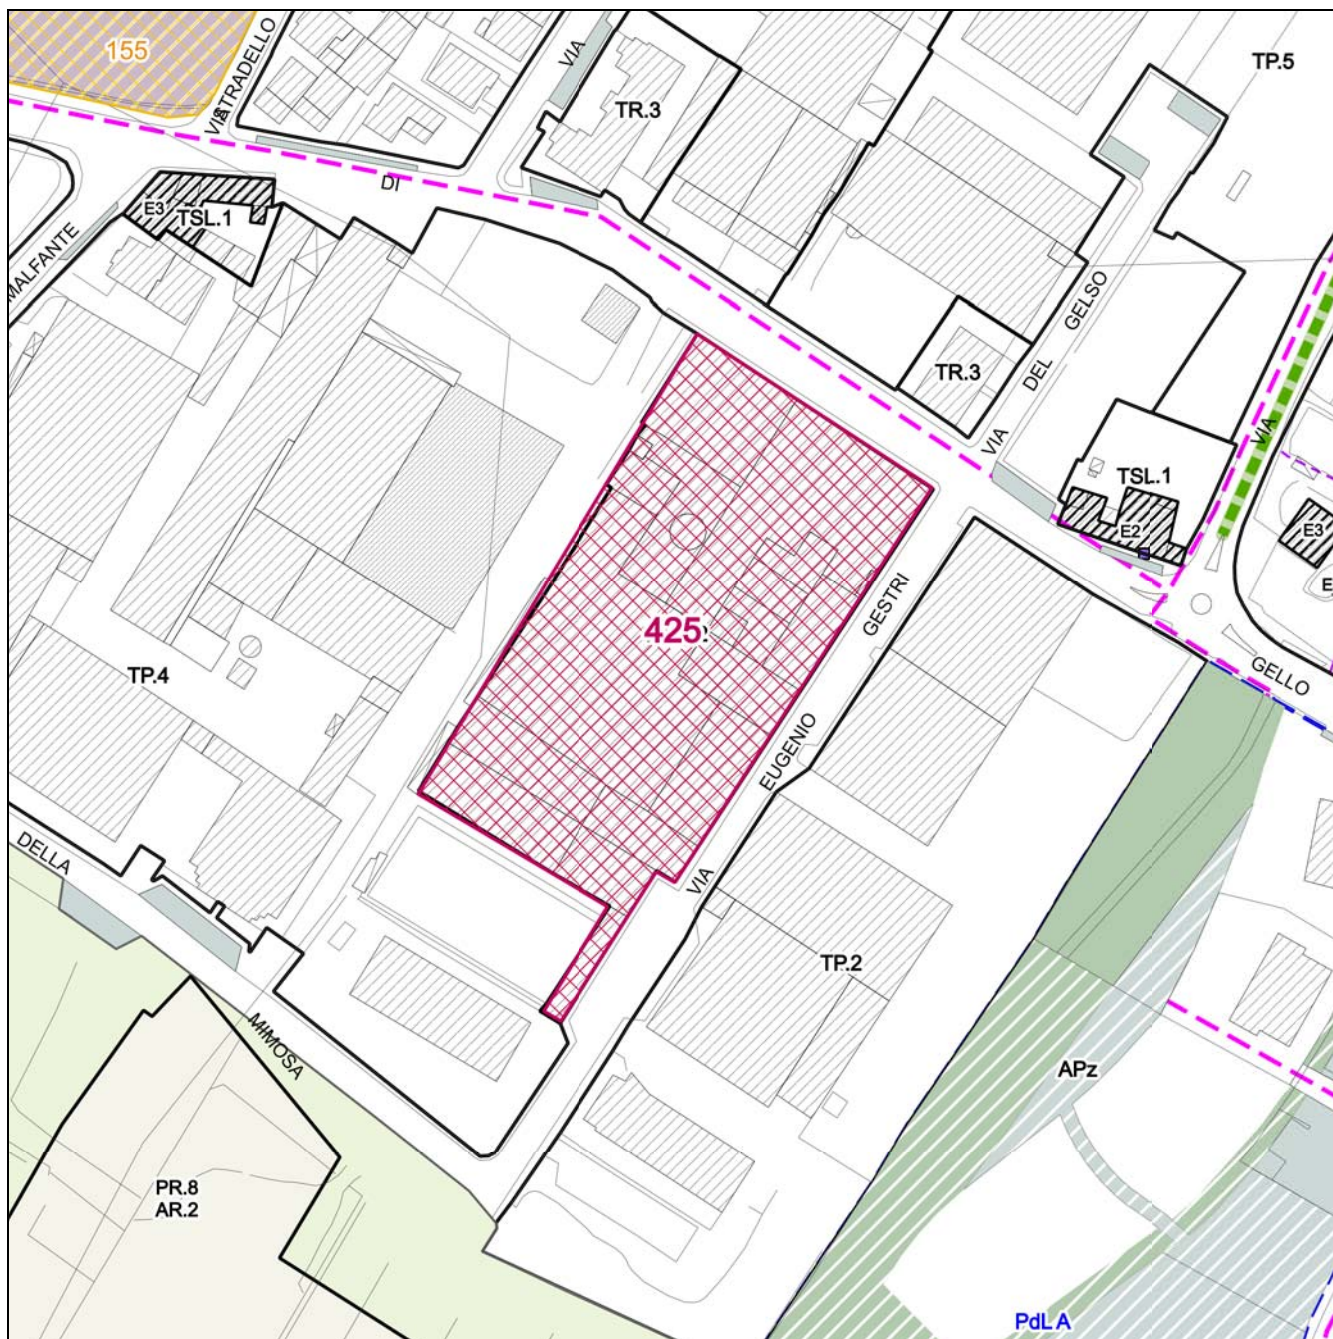 155
VIA
STRADELLO
VIA
TR.3
TP.5
DI
E3
TSL.1
MALFANTE
GELSO
DEL
VIA
TR.3
VIA
TSL.1
E2
E3
E
425
GESTRI
EUGENIO
VIA
GELLO
TP.4
DELLA
MIMOSA
TP.2
APz
PR.8
AR.2
PdL A